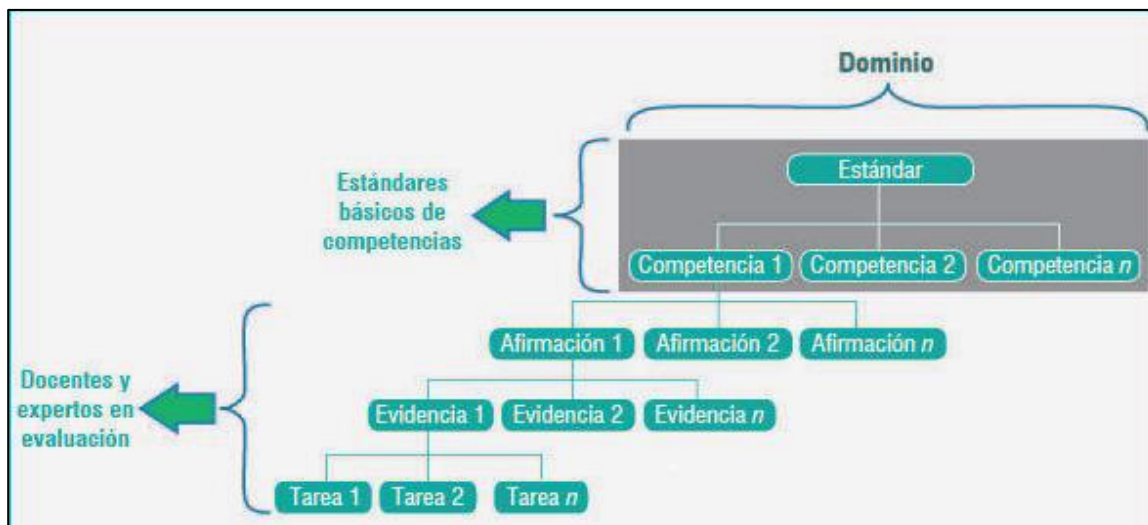 Dominio
Estándar
Estándares
básicos de
competencias
Competencia 1 Competencia 2 Competencia n
Afirmación 1 Afirmación 2 Afirmación n
Docentes y
expertos en
evaluación
Evidencia 1 Evidencia 2 Evidencia n
Tarea 1 Tarea 2 Tarea n